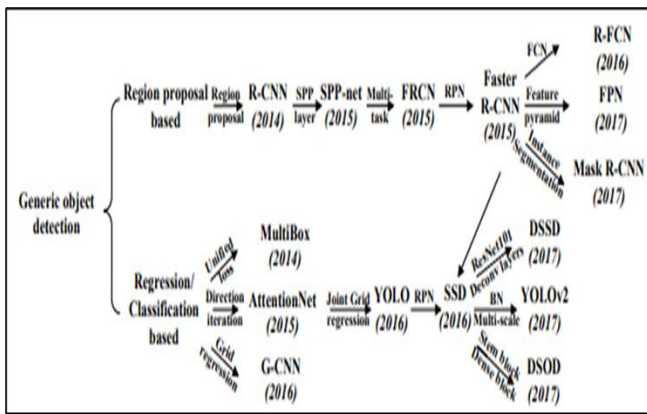 Generic object
detection
Region proposal
based
Region
proposal
R-CNN
(2014)
SPP
layer
SPP-net
(2015)
Multi-
task
FRCN
(2015)
RPN
Faster
R-CNN
(2015)
FCN
R-FCN
(2016)
Feature
pyramid
FPN
(2017)
Instance
Segmentation
Mask R-CNN
(2017)
Regression/
Classification
based
Unified
loss
MultiBox
(2014)
Direction
iteration
AttentionNet
(2015)
Grid
regression
G-CNN
(2016)
Joint Grid
regression
YOLO
(2016)
RPN
SSD
(2016)
ResNet101
Deconv layers
DSSD
(2017)
BN
Multi-scale
YOLOv2
(2017)
Stem block
Dense block
DSOD
(2017)